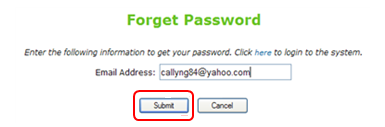 Forget Password
Enter the following information to get your password. Click here to login to the system.
Email Address: callyng84@yahoo.com
Submit Cancel